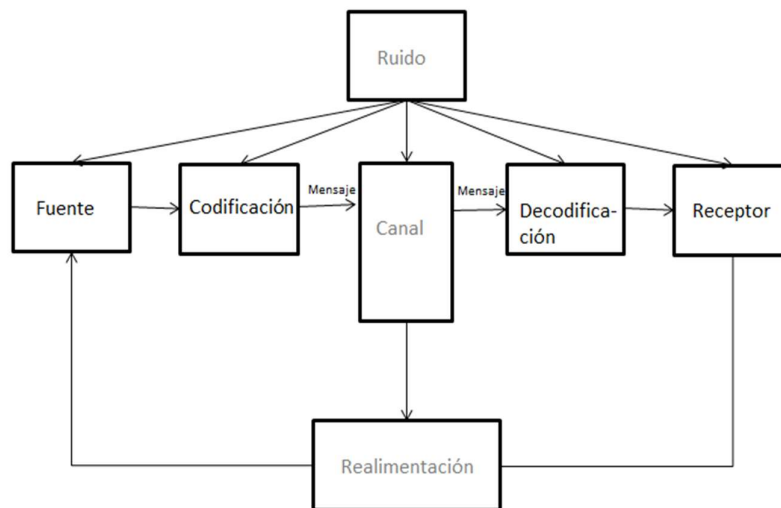 Ruido
Fuente
Codificación
Mensaje
Canal
Mensaje
Decodifica-
ción
Receptor
Realimentación